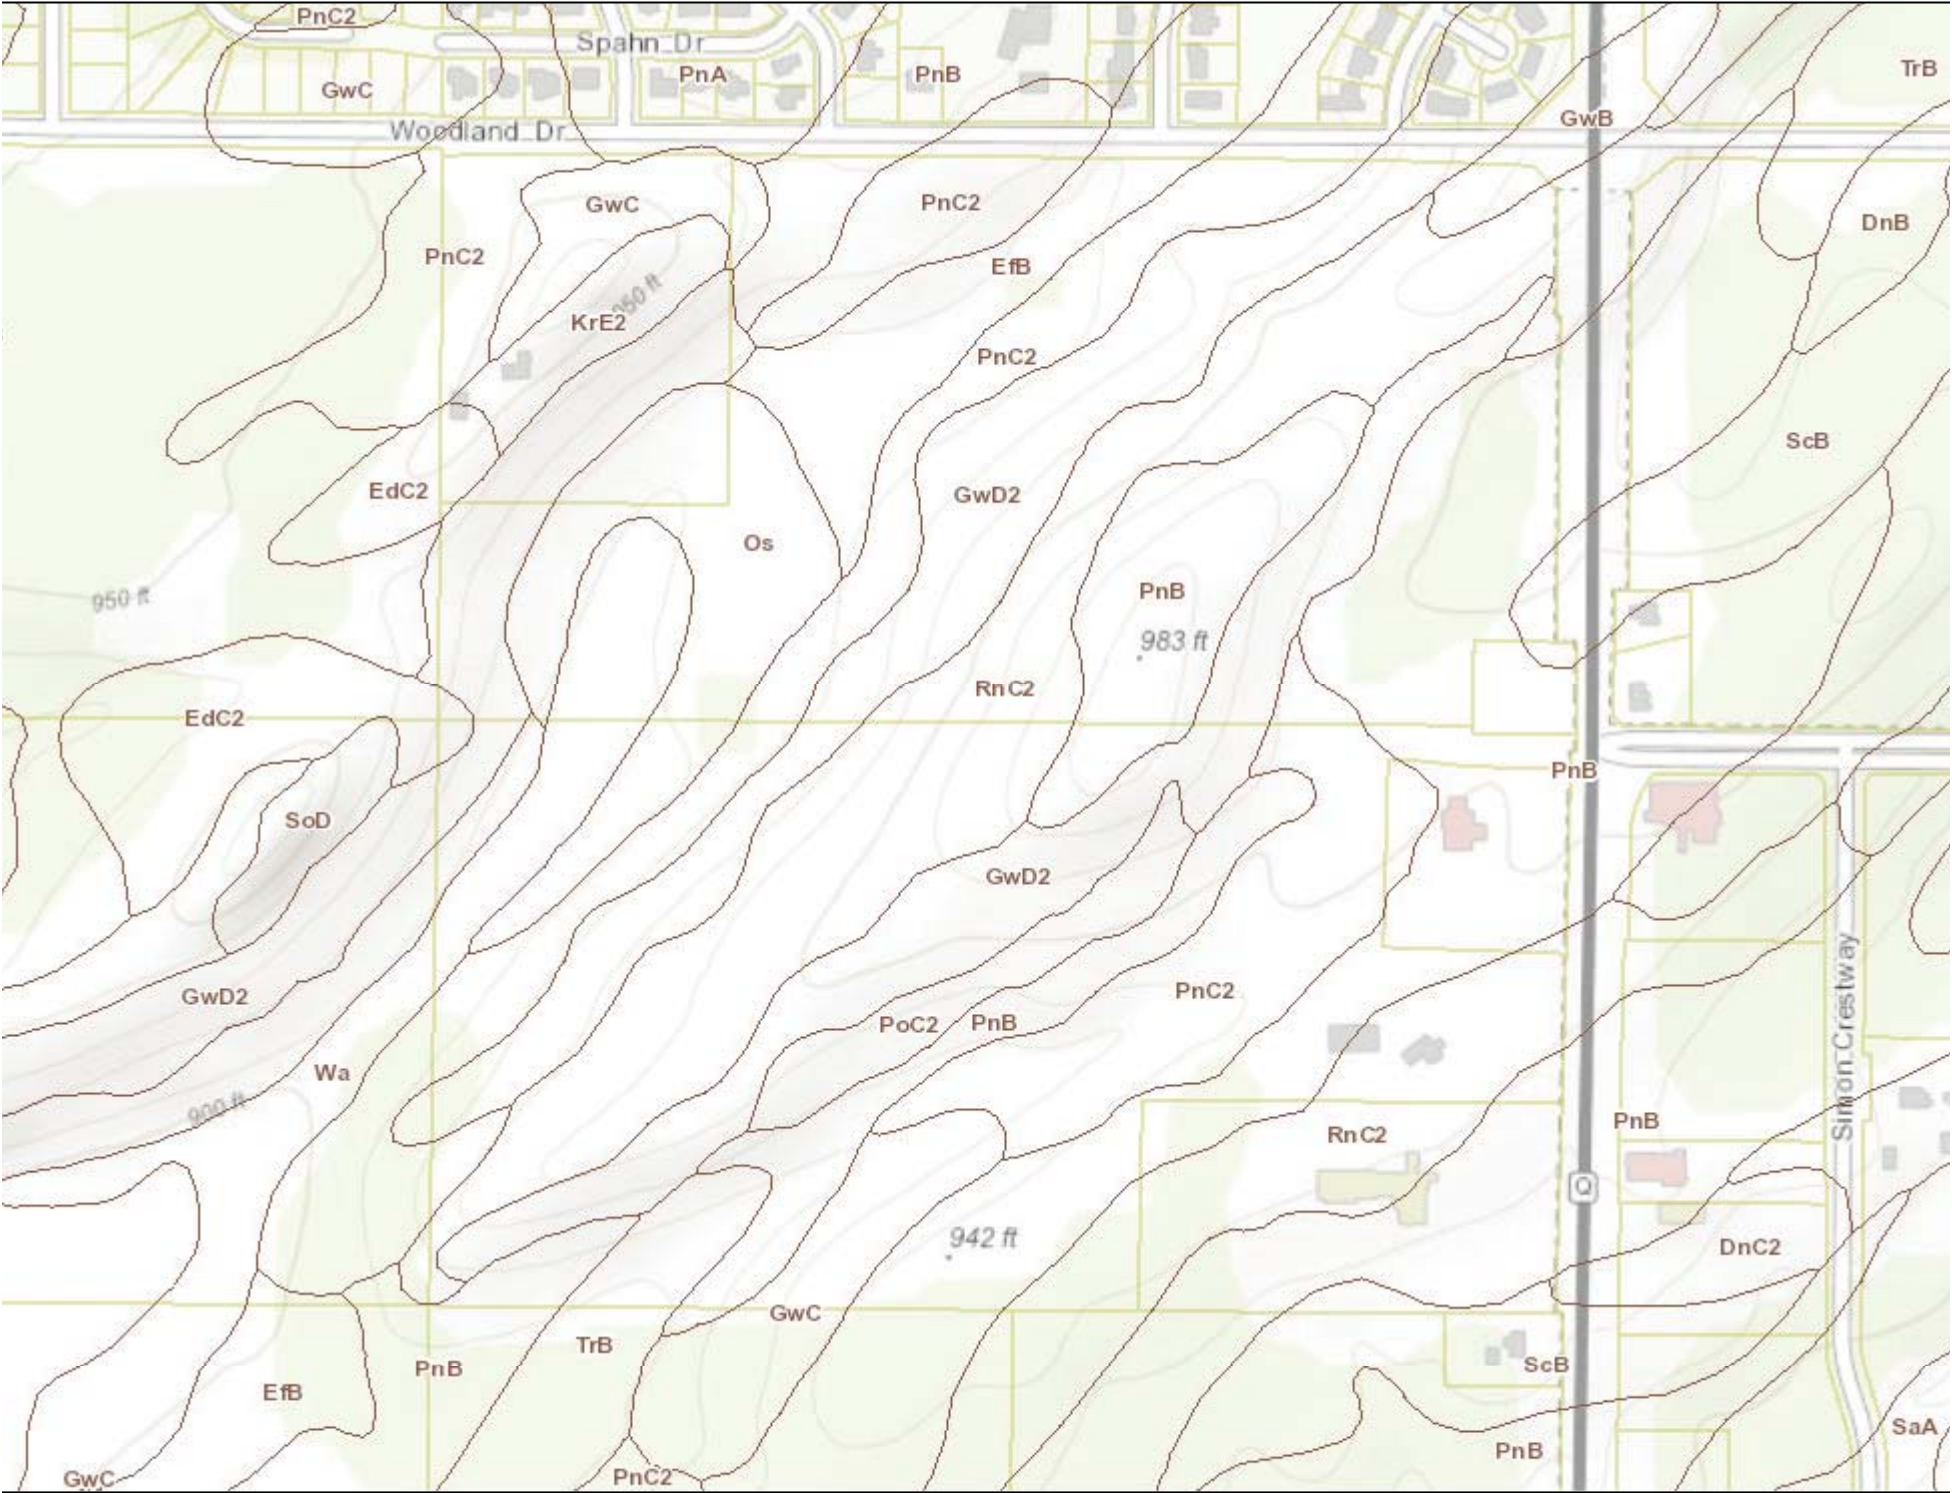 PnC2
Spahn Dr
GwC
PnA
PnB
TrB
Woodland Dr
GwB
GwC
PnC2
DnB
PnC2
EfB
950 ft
KrE2
PnC2
ScB
EdC2
GwD2
Os
950 ft
PnB
983 ft
RnC2
EdC2
PnB
SoD
GwD2
GwD2
PnC2
PoC2
PnB
Simon Crestway
Wa
900 ft
PnB
RnC2
Q
942 ft
DnC2
GwC
TrB
PnB
ScB
EfB
SaA
PnB
GwC
PnC2